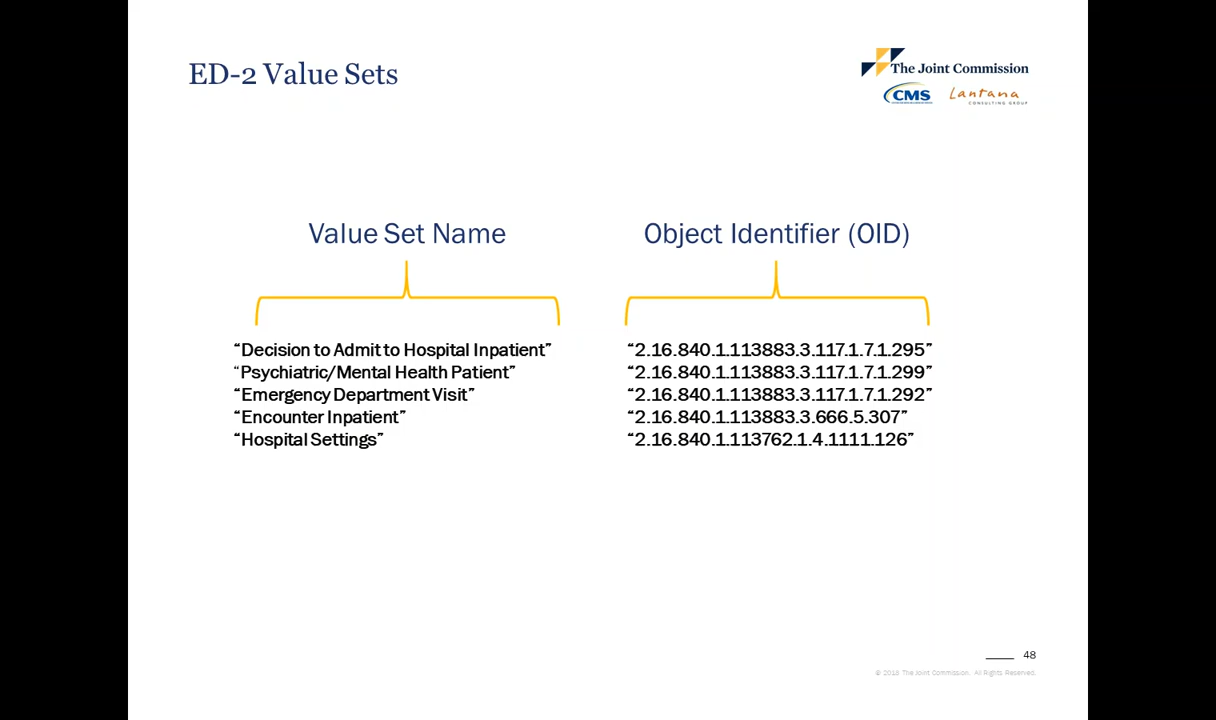 ED-2 Value Sets
The Joint Commission
CMS
Lantana
CONSULTING GROUP
Value Set Name
Object Identifier (OID)
“Decision to Admit to Hospital Inpatient” “2.16.840.1.113883.3.117.1.7.1.295”
“Psychiatric/Mental Health Patient” “2.16.840.1.113883.3.117.1.7.1.299”
“Emergency Department Visit” “2.16.840.1.113883.3.117.1.7.1.292”
“Encounter Inpatient” “2.16.840.1.113883.3.666.5.307”
“Hospital Settings” “2.16.840.1.113762.1.4.1111.126”
48
The Joint Commission. All Rights Reserved.